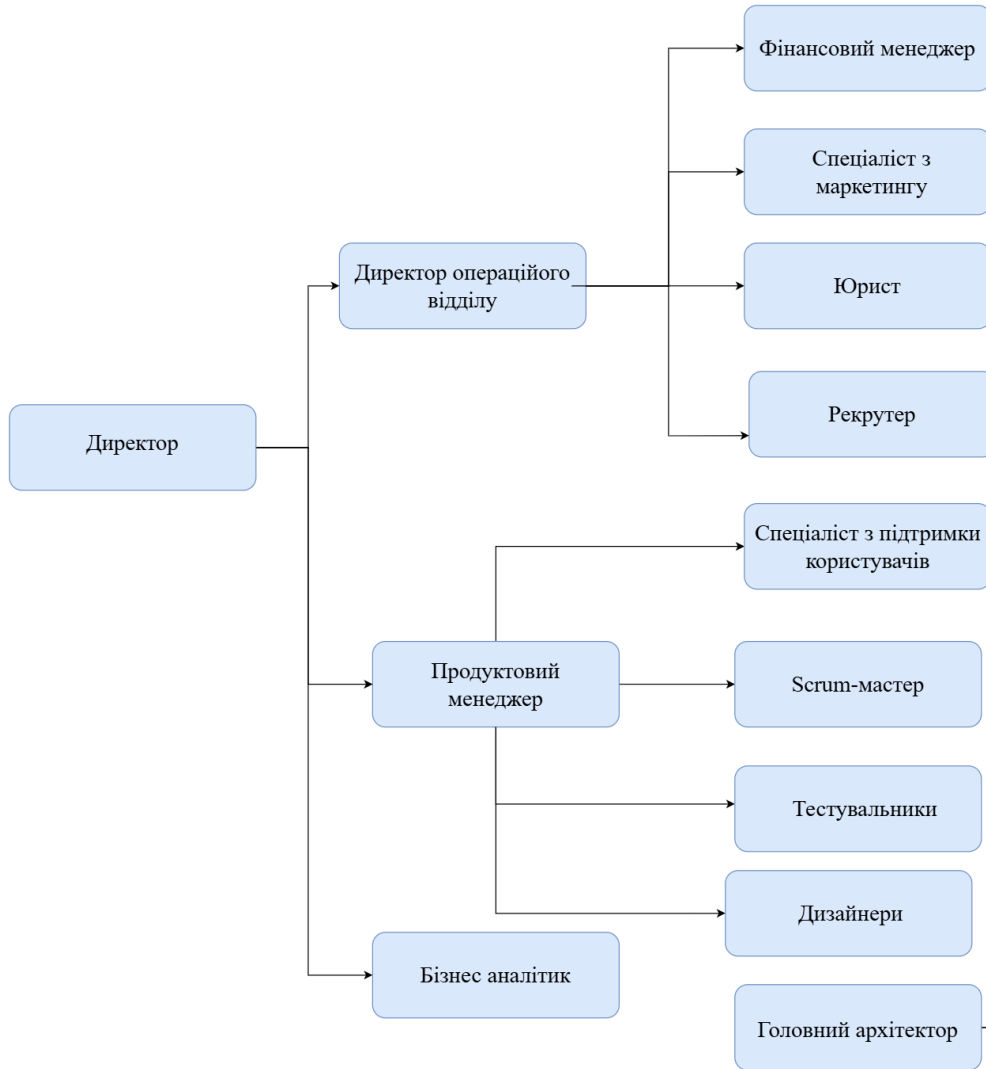 Фінансовий менеджер
Спеціаліст з
маркетингу
Директор операційого
відділу
Юрист
Рекрутер
Директор
Спеціаліст з підтримки
користувачів
Продуктовий
менеджер
Scrum-мастер
Тестувальники
Дизайнери
Бізнес аналітик
Головний архітектор